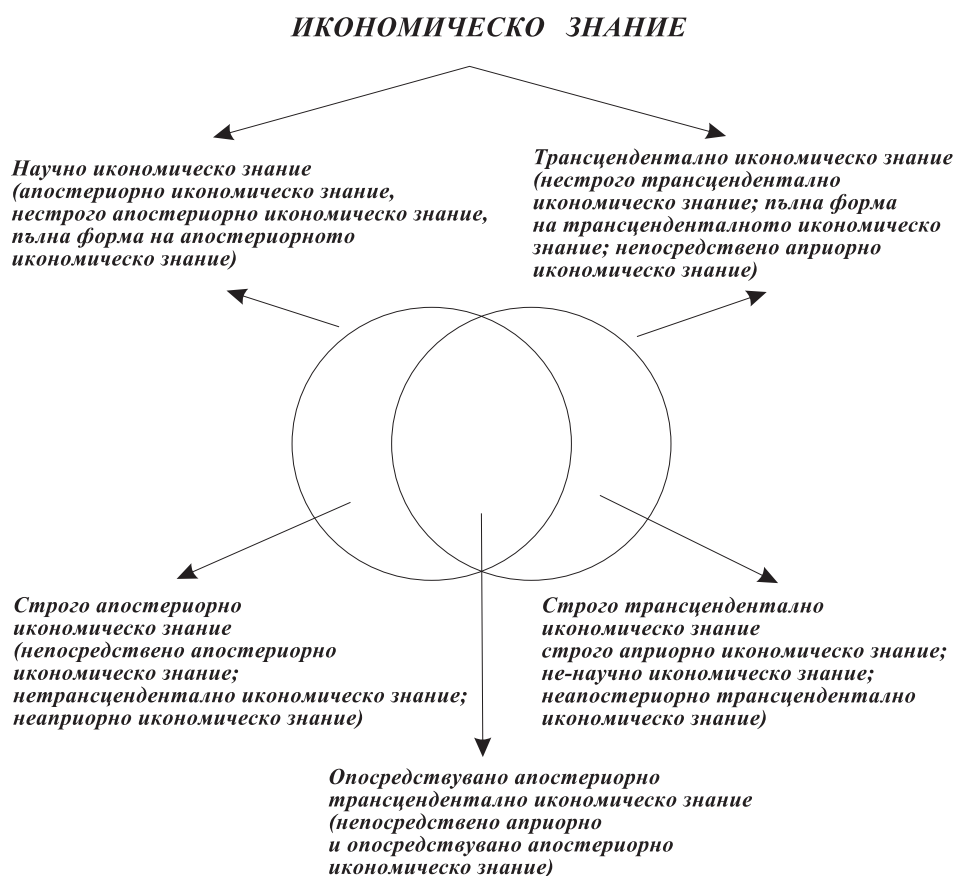 ИКОНОМИЧЕСКО ЗНАНИЕ
Научно икономическо знание
(апостериорно икономическо знание,
нестрого апостериорно икономическо знание,
пълна форма на апостериорното
икономическо знание)
Трансцендентално икономическо знание
(нестрого трансцендентално
икономическо знание; пълна форма
на трансценденталното икономическо
знание; непосредствено априорно
икономическо знание)
Строго апостериорно
икономическо знание
(непосредствено апостериорно
икономическо знание;
нетрансцендентално икономическо знание;
неаприорно икономическо знание)
Строго трансцендентално
икономическо знание
строго априорно икономическо знание;
не-научно икономическо знание;
неапостериорно трансцендентално
икономическо знание)
Опосредствувано апостериорно
трансцендентално икономическо знание
(непосредствено априорно
и опосредствувано апостериорно
икономическо знание)